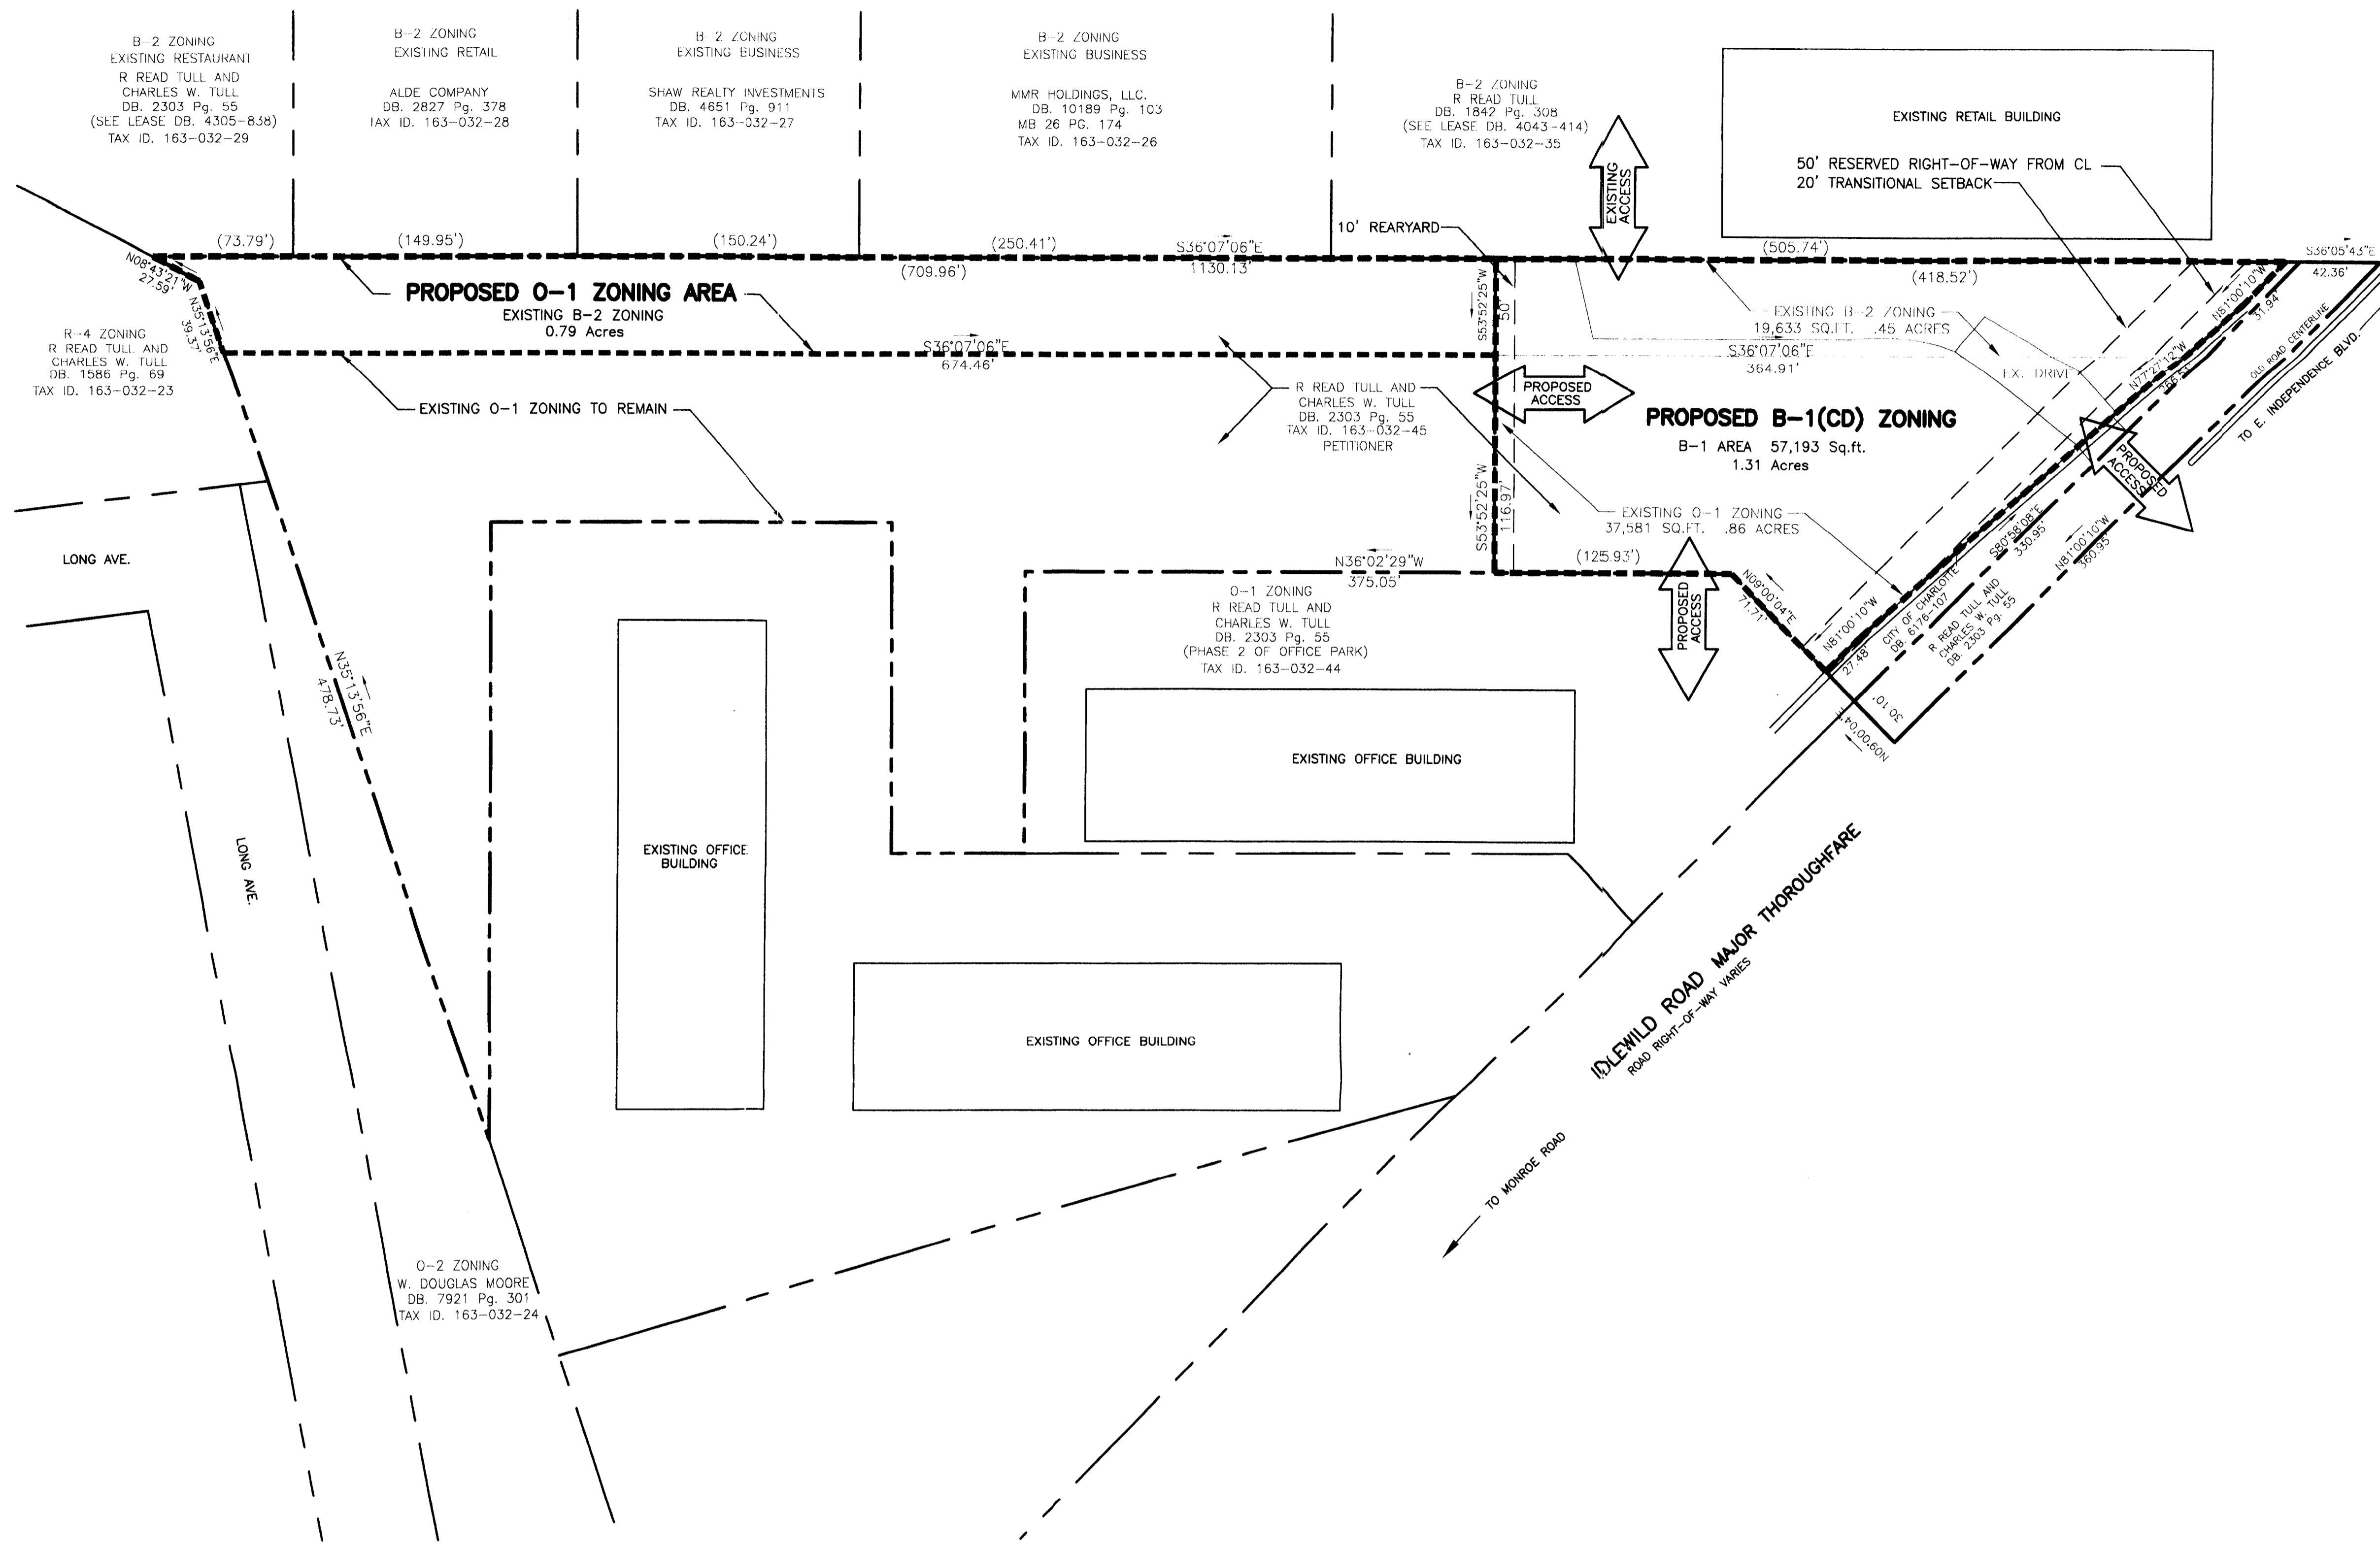 B-2 ZONING
EXISTING RESTAURANT
R READ TULL AND
CHARLES W. TULL
DB. 2303 Pg. 55
(SEE LEASE DB. 4305-838)
TAX ID. 163-032-29
B-2 ZONING
EXISTING RETAIL
ALDE COMPANY
DB. 2827 Pg. 378
TAX ID. 163-032-28
B-2 ZONING
EXISTING BUSINESS
SHAW REALTY INVESTMENTS
DB. 4651 Pg. 911
TAX ID. 163-032-27
B-2 ZONING
EXISTING BUSINESS
MMR HOLDINGS, LLC.
DB. 10189 Pg. 103
MB 26 PG. 174
TAX ID. 163-032-26
B-2 ZONING
R READ TULL
DB. 1842 Pg. 308
(SEE LEASE DB. 4043-414)
TAX ID. 163-032-35
EXISTING
ACCESS
EXISTING RETAIL BUILDING
50' RESERVED RIGHT-OF-WAY FROM CL
20' TRANSITIONAL SETBACK
10' REARYARD
(73.79')
(149.95')
(150.24')
(250.41')
S36°07'06"E
1130.13'
(709.96')
(505.74')
(418.52')
S36°05'43"E
42.36'
N08°43'21"W
27.59'
N35°13'56"E
39.37'
PROPOSED O-1 ZONING AREA
EXISTING B-2 ZONING
0.79 Acres
R-4 ZONING
R READ TULL AND
CHARLES W. TULL
DB. 1586 Pg. 69
TAX ID. 163-032-23
S36°07'06"E
674.46'
EXISTING O-1 ZONING TO REMAIN
R READ TULL AND
CHARLES W. TULL
DB. 2303 Pg. 55
TAX ID. 163-032-45
PETITIONER
S53°52'25"W
50'
EXISTING B-2 ZONING
19,633 SQ.FT. .45 ACRES
S36°07'06"E
364.91'
EX. DRIVE
PROPOSED
ACCESS
PROPOSED B-1(CD) ZONING
B-1 AREA 57,193 Sq.ft.
1.31 Acres
N81°00'10"W
31.94'
N77°27'12"W
266.51'
OLD ROAD CENTERLINE
TO E. INDEPENDENCE BLVD.
PROPOSED
ACCESS
S53°52'25"W
116.97'
EXISTING O-1 ZONING
37,581 SQ.FT. .86 ACRES
(125.93')
N36°02'29"W
375.05'
PROPOSED
ACCESS
N09°00'04"E
71.71'
N81°00'10"W
27.48'
CITY OF CHARLOTTE
DB. 6176-107
S80°58'08"E
330.95'
N81°00'10"W
360.95'
R READ TULL AND
CHARLES W. TULL
DB. 2303 Pg. 55
30.10'
N09°00'04"E
O-1 ZONING
R READ TULL AND
CHARLES W. TULL
DB. 2303 Pg. 55
(PHASE 2 OF OFFICE PARK)
TAX ID. 163-032-44
LONG AVE.
N35°13'56"E
478.73'
EXISTING OFFICE BUILDING
EXISTING OFFICE
BUILDING
LONG AVE.
EXISTING OFFICE BUILDING
IDLEWILD ROAD MAJOR THOROUGHFARE
ROAD RIGHT-OF-WAY VARIES
TO MONROE ROAD
O-2 ZONING
W. DOUGLAS MOORE
DB. 7921 Pg. 301
TAX ID. 163-032-24